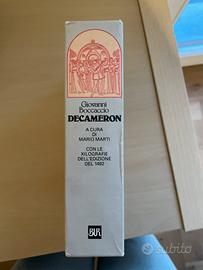 Giovanni
Boccaccio
DECAMERON
A CURA
DI
MARIO MARTI
CON LE
XILOGRAFIE
DELL'EDIZIONE
DEL 1492
BUR
subito